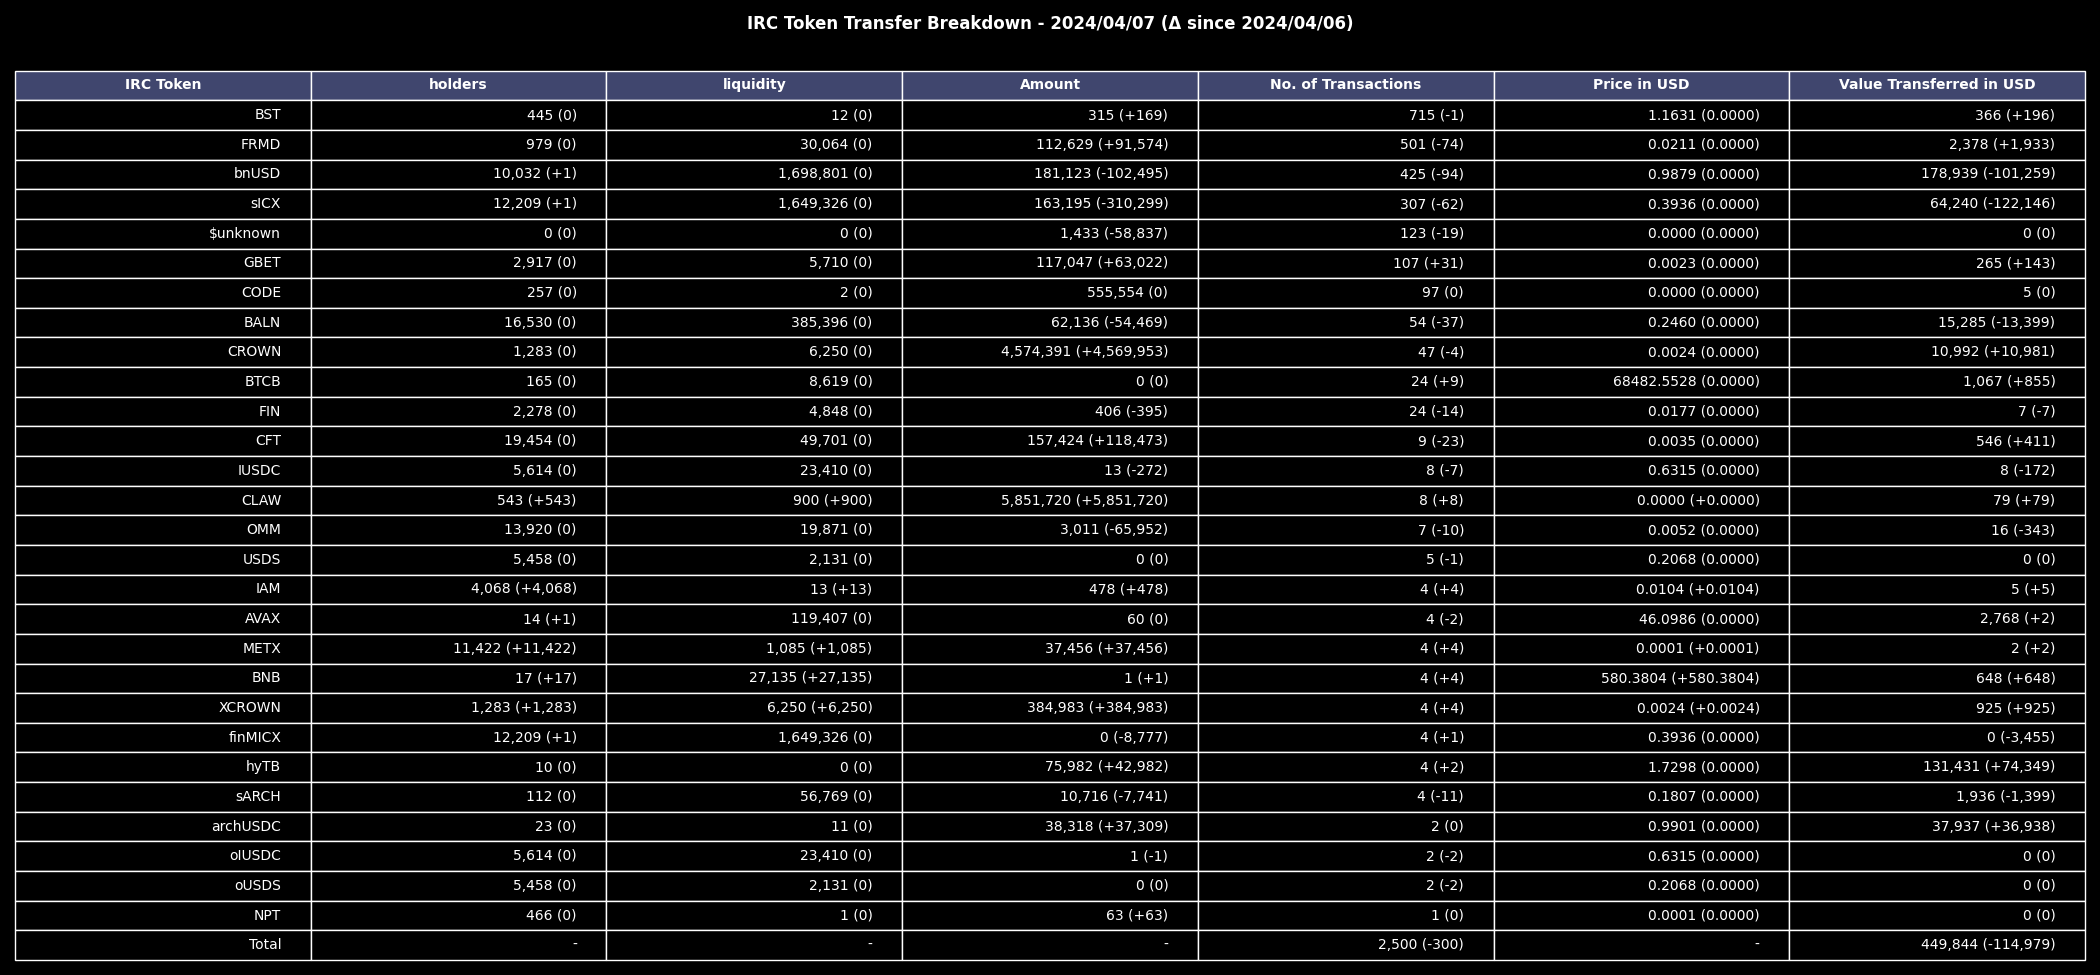 IRC Token Transfer Breakdown - 2024/04/07 (Δ since 2024/04/06)
IRC Token holders liquidity Amount No. of Transactions Price in USD Value Transferred in USD
BST 445 (0) 12 (0) 315 (+169) 715 (-1) 1.1631 (0.0000) 366 (+196)
FRMD 979 (0) 30,064 (0) 112,629 (+91,574) 501 (-74) 0.0211 (0.0000) 2,378 (+1,933)
bnUSD 10,032 (+1) 1,698,801 (0) 181,123 (-102,495) 425 (-94) 0.9879 (0.0000) 178,939 (-101,259)
sICX 12,209 (+1) 1,649,326 (0) 163,195 (-310,299) 307 (-62) 0.3936 (0.0000) 64,240 (-122,146)
$unknown 0 (0) 0 (0) 1,433 (-58,837) 123 (-19) 0.0000 (0.0000) 0 (0)
GBET 2,917 (0) 5,710 (0) 117,047 (+63,022) 107 (+31) 0.0023 (0.0000) 265 (+143)
CODE 257 (0) 2 (0) 555,554 (0) 97 (0) 0.0000 (0.0000) 5 (0)
BALN 16,530 (0) 385,396 (0) 62,136 (-54,469) 54 (-37) 0.2460 (0.0000) 15,285 (-13,399)
CROWN 1,283 (0) 6,250 (0) 4,574,391 (+4,569,953) 47 (-4) 0.0024 (0.0000) 10,992 (+10,981)
BTCB 165 (0) 8,619 (0) 0 (0) 24 (+9) 68482.5528 (0.0000) 1,067 (+855)
FIN 2,278 (0) 4,848 (0) 406 (-395) 24 (-14) 0.0177 (0.0000) 7 (-7)
CFT 19,454 (0) 49,701 (0) 157,424 (+118,473) 9 (-23) 0.0035 (0.0000) 546 (+411)
IUSDC 5,614 (0) 23,410 (0) 13 (-272) 8 (-7) 0.6315 (0.0000) 8 (-172)
CLAW 543 (+543) 900 (+900) 5,851,720 (+5,851,720) 8 (+8) 0.0000 (+0.0000) 79 (+79)
OMM 13,920 (0) 19,871 (0) 3,011 (-65,952) 7 (-10) 0.0052 (0.0000) 16 (-343)
USDS 5,458 (0) 2,131 (0) 0 (0) 5 (-1) 0.2068 (0.0000) 0 (0)
IAM 4,068 (+4,068) 13 (+13) 478 (+478) 4 (+4) 0.0104 (+0.0104) 5 (+5)
AVAX 14 (+1) 119,407 (0) 60 (0) 4 (-2) 46.0986 (0.0000) 2,768 (+2)
METX 11,422 (+11,422) 1,085 (+1,085) 37,456 (+37,456) 4 (+4) 0.0001 (+0.0001) 2 (+2)
BNB 17 (+17) 27,135 (+27,135) 1 (+1) 4 (+4) 580.3804 (+580.3804) 648 (+648)
XCROWN 1,283 (+1,283) 6,250 (+6,250) 384,983 (+384,983) 4 (+4) 0.0024 (+0.0024) 925 (+925)
finMICX 12,209 (+1) 1,649,326 (0) 0 (-8,777) 4 (+1) 0.3936 (0.0000) 0 (-3,455)
hyTB 10 (0) 0 (0) 75,982 (+42,982) 4 (+2) 1.7298 (0.0000) 131,431 (+74,349)
sARCH 112 (0) 56,769 (0) 10,716 (-7,741) 4 (-11) 0.1807 (0.0000) 1,936 (-1,399)
archUSDC 23 (0) 11 (0) 38,318 (+37,309) 2 (0) 0.9901 (0.0000) 37,937 (+36,938)
oIUSDC 5,614 (0) 23,410 (0) 1 (-1) 2 (-2) 0.6315 (0.0000) 0 (0)
oUSDS 5,458 (0) 2,131 (0) 0 (0) 2 (-2) 0.2068 (0.0000) 0 (0)
NPT 466 (0) 1 (0) 63 (+63) 1 (0) 0.0001 (0.0000) 0 (0)
Total - - - 2,500 (-300) - 449,844 (-114,979)